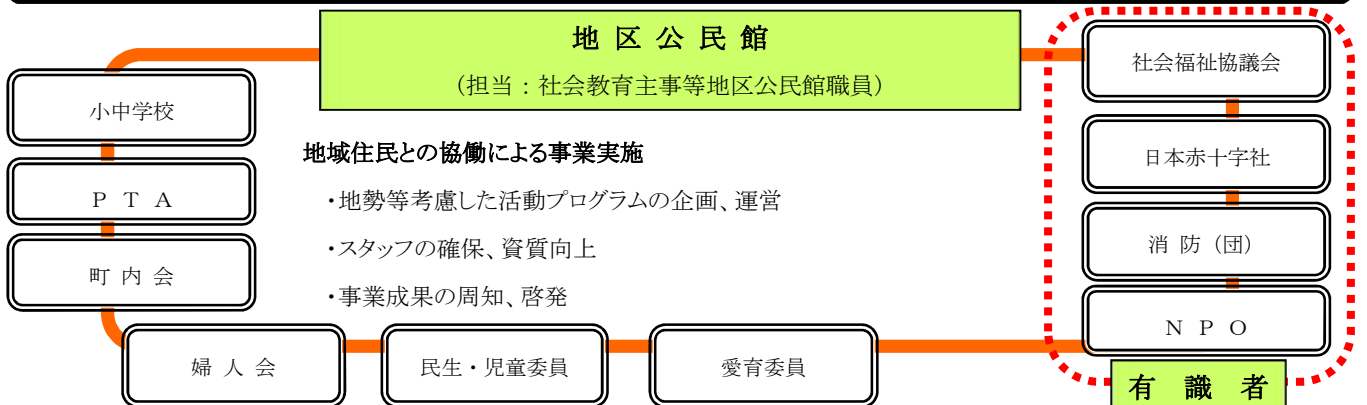 地 区 公 民 館
（担当：社会教育主事等地区公民館職員）
小中学校
Ｐ Ｔ Ａ
町 内 会
地域住民との協働による事業実施
・地勢等考慮した活動プログラムの企画、運営
・スタッフの確保、資質向上
・事業成果の周知、啓発
婦 人 会
民生・児童委員
愛育委員
社会福祉協議会
日本赤十字社
消 防（団）
Ｎ Ｐ Ｏ
有 識 者